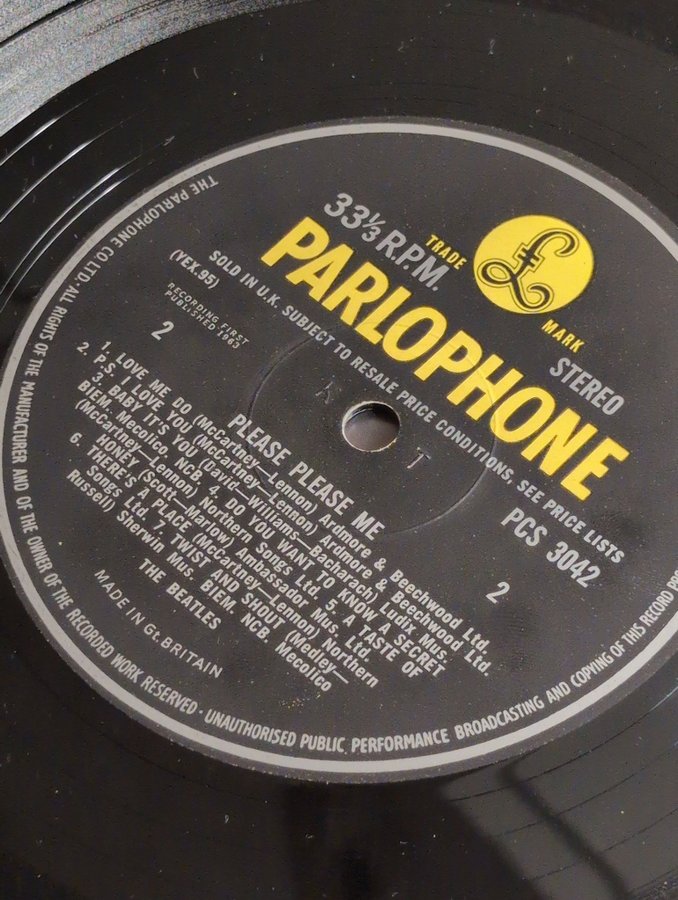 33⅓ R.P.M.
TRADE
£
MARK
PARLOPHONE
STEREO
SOLD IN U.K. SUBJECT TO RESALE PRICE CONDITIONS, SEE PRICE LISTS
(YEX.95)
PCS 3042
RECORDING FIRST
PUBLISHED 1963
2
2
K T
PLEASE PLEASE ME
1. LOVE ME DO (McCartney—Lennon) Ardmore & Beechwood Ltd.
2. P.S. I LOVE YOU (McCartney—Lennon) Ardmore & Beechwood Ltd.
3. BABY IT'S YOU (David—Williams—Bacharach) Ludix Mus.
BIEM. Mecolico, NCB. 4. DO YOU WANT TO KNOW A SECRET
(McCartney—Lennon) Northern Songs Ltd. 5. A TASTE OF
HONEY (Scott—Marlow) Ambassador Mus. Ltd.
6. THERE'S A PLACE (McCartney—Lennon) Northern
Songs Ltd. 7. TWIST AND SHOUT (Medley—
Russell) Sherwin Mus. BIEM. NCB. Mecolico
THE BEATLES
MADE IN Gt. BRITAIN
THE PARLOPHONE CO. LTD · ALL RIGHTS OF THE MANUFACTURER AND OF THE OWNER OF THE RECORDED WORK RESERVED · UNAUTHORISED PUBLIC PERFORMANCE BROADCASTING AND COPYING OF THIS RECORD PRO